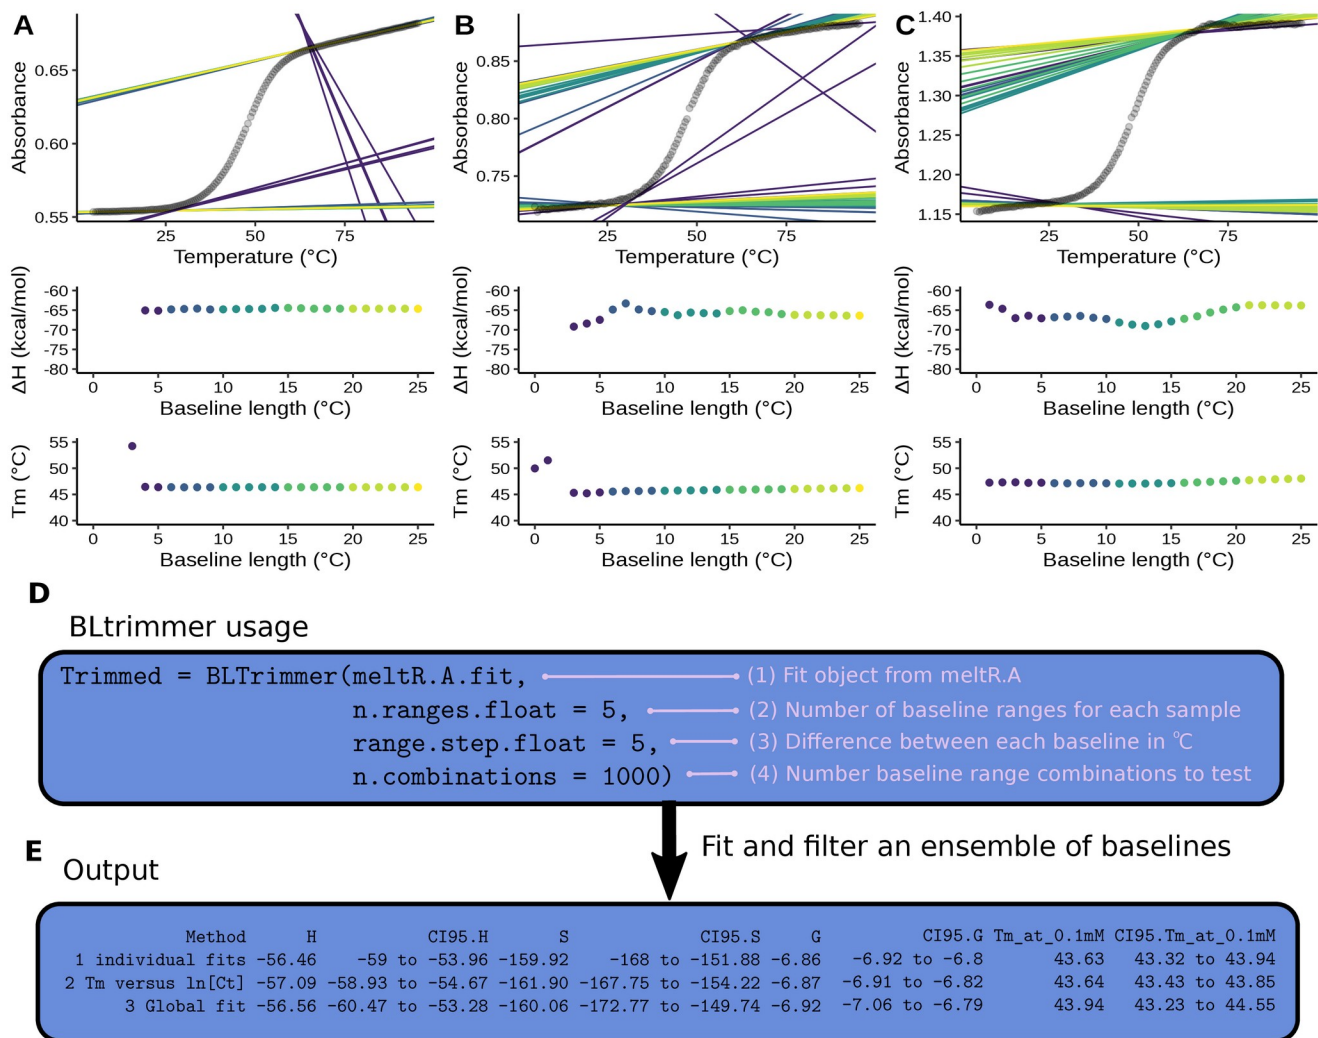 A
B
C
Absorbance
0.65
0.60
0.55
25
50
75
Temperature (°C)
Absorbance
0.85
0.80
0.75
25
50
75
Temperature (°C)
Absorbance
1.40
1.35
1.30
1.25
1.20
1.15
25
50
75
Temperature (°C)
ΔH (kcal/mol)
-60
-65
-70
-75
-80
0 5 10 15 20 25
Baseline length (°C)
ΔH (kcal/mol)
-60
-65
-70
-75
-80
0 5 10 15 20 25
Baseline length (°C)
ΔH (kcal/mol)
-60
-65
-70
-75
-80
0 5 10 15 20 25
Baseline length (°C)
Tm (°C)
55
50
45
40
0 5 10 15 20 25
Baseline length (°C)
Tm (°C)
55
50
45
40
0 5 10 15 20 25
Baseline length (°C)
Tm (°C)
55
50
45
40
0 5 10 15 20 25
Baseline length (°C)
D
BLtrimmer usage
Trimmed = BLTrimmer(meltR.A.fit, (1) Fit object from meltR.A
n.ranges.float = 5, (2) Number of baseline ranges for each sample
range.step.float = 5, (3) Difference between each baseline in °C
n.combinations = 1000) (4) Number baseline range combinations to test
Fit and filter an ensemble of baselines
E
Output
Method H CI95.H S CI95.S G CI95.G Tm_at_0.1mM CI95.Tm_at_0.1mM
1 individual fits -56.46 -59 to -53.96 -159.92 -168 to -151.88 -6.86 -6.92 to -6.8 43.63 43.32 to 43.94
2 Tm versus ln[Ct] -57.09 -58.93 to -54.67 -161.90 -167.75 to -154.22 -6.87 -6.91 to -6.82 43.64 43.43 to 43.85
3 Global fit -56.56 -60.47 to -53.28 -160.06 -172.77 to -149.74 -6.92 -7.06 to -6.79 43.94 43.23 to 44.55